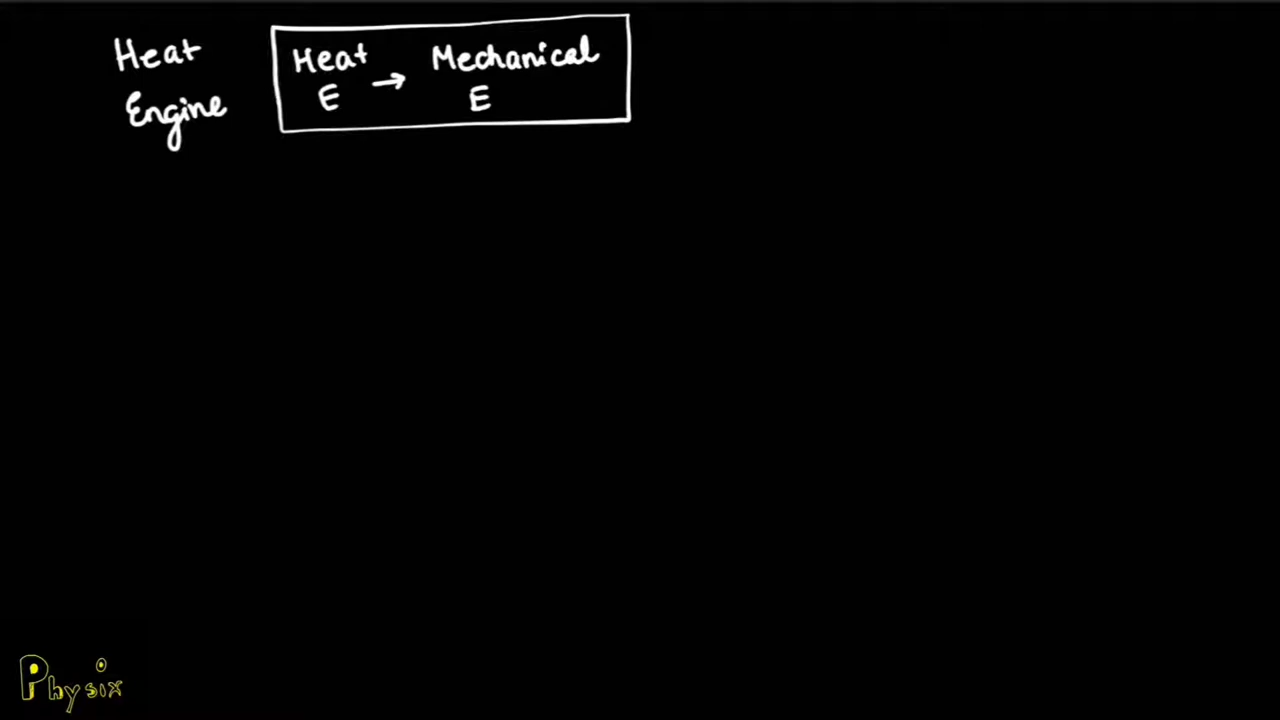 Heat
Engine
Heat → Mechanical
E E
Physix